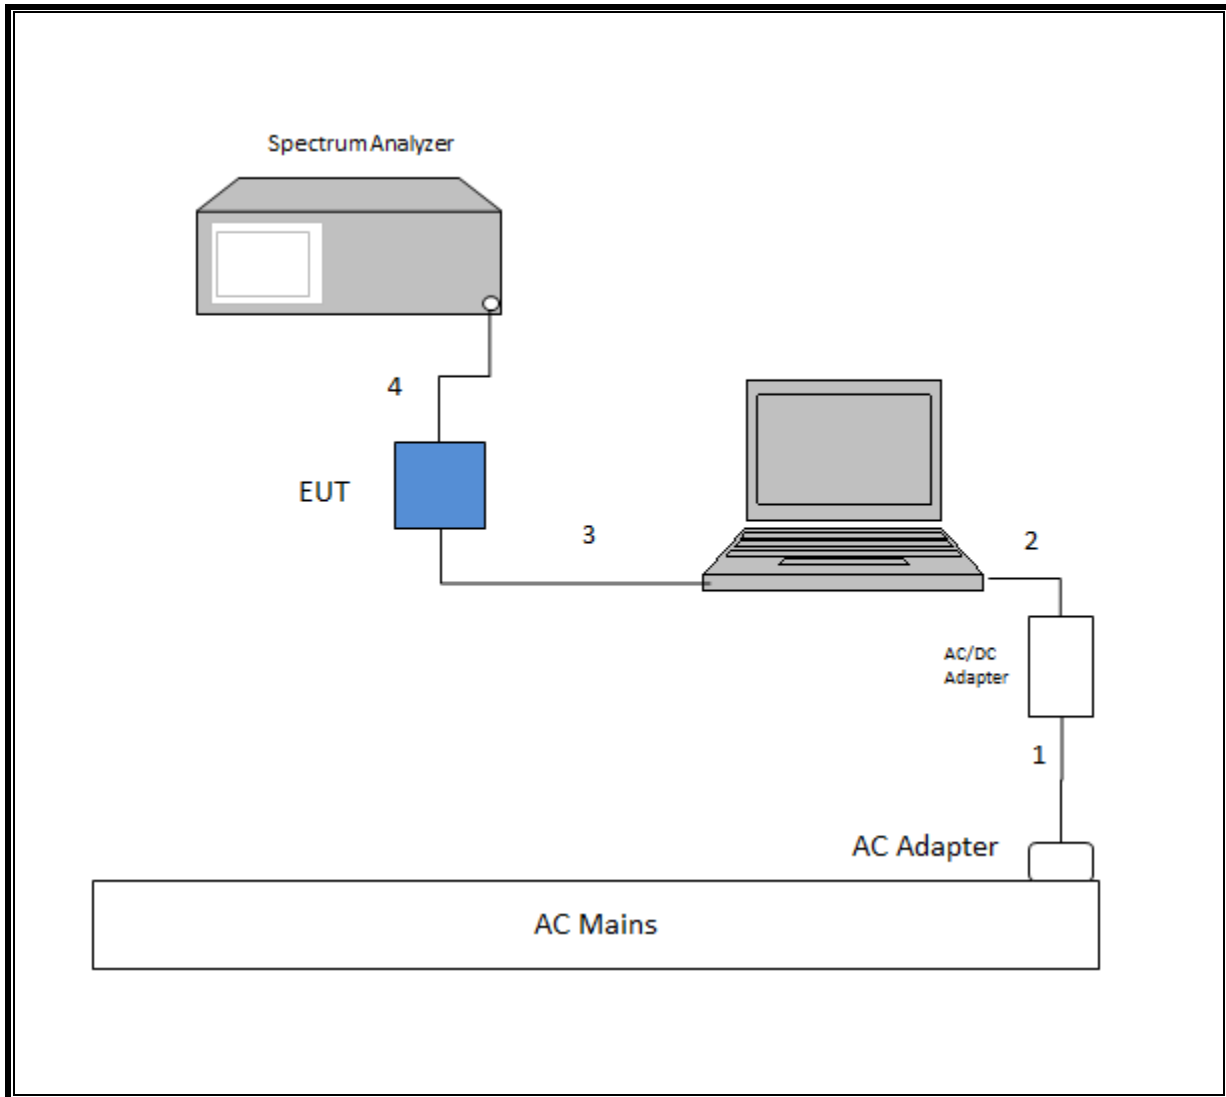 Spectrum Analyzer
4
EUT
3
2
AC/DC
Adapter
1
AC Adapter
AC Mains